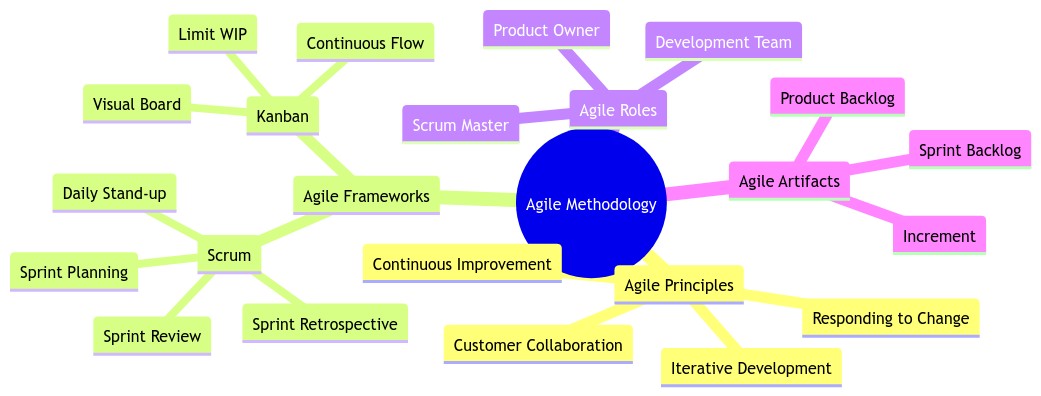 Agile Methodology
Agile Principles
Continuous Improvement
Customer Collaboration
Iterative Development
Responding to Change
Agile Frameworks
Scrum
Daily Stand-up
Sprint Planning
Sprint Review
Sprint Retrospective
Kanban
Visual Board
Limit WIP
Continuous Flow
Agile Roles
Scrum Master
Product Owner
Development Team
Agile Artifacts
Product Backlog
Sprint Backlog
Increment